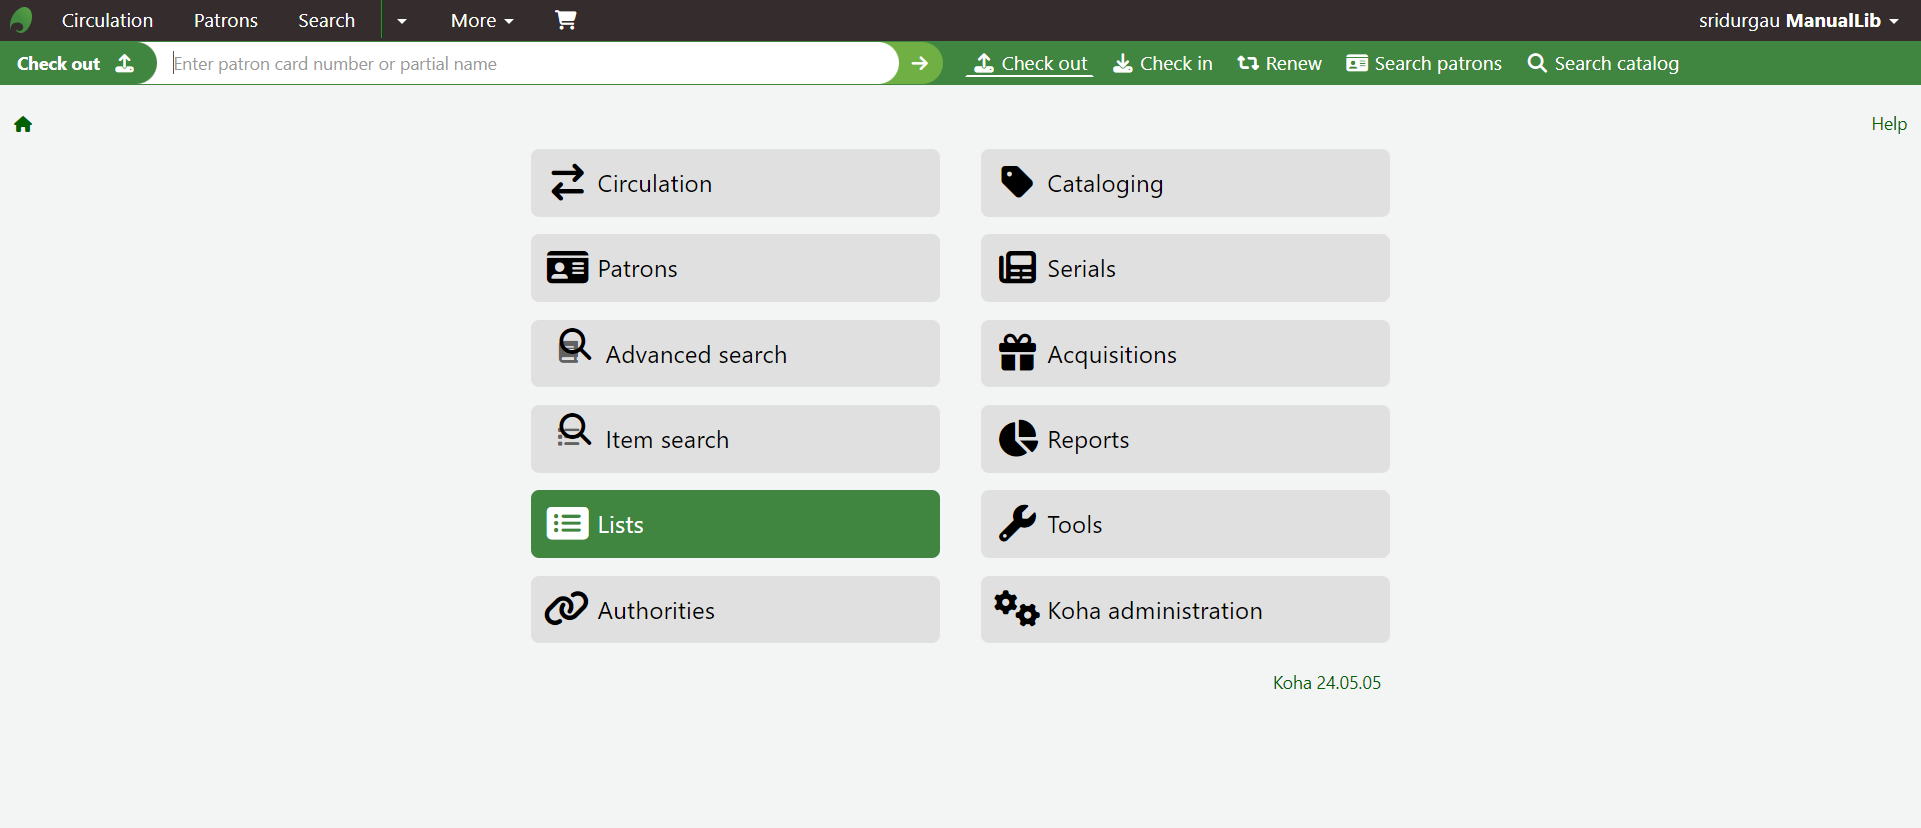 Circulation Patrons Search More sridurgau ManualLib
Check out Enter patron card number or partial name Check out Check in Renew Search patrons Search catalog
Help
Circulation Cataloging
Patrons Serials
Advanced search Acquisitions
Item search Reports
Lists Tools
Authorities Koha administration
Koha 24.05.05